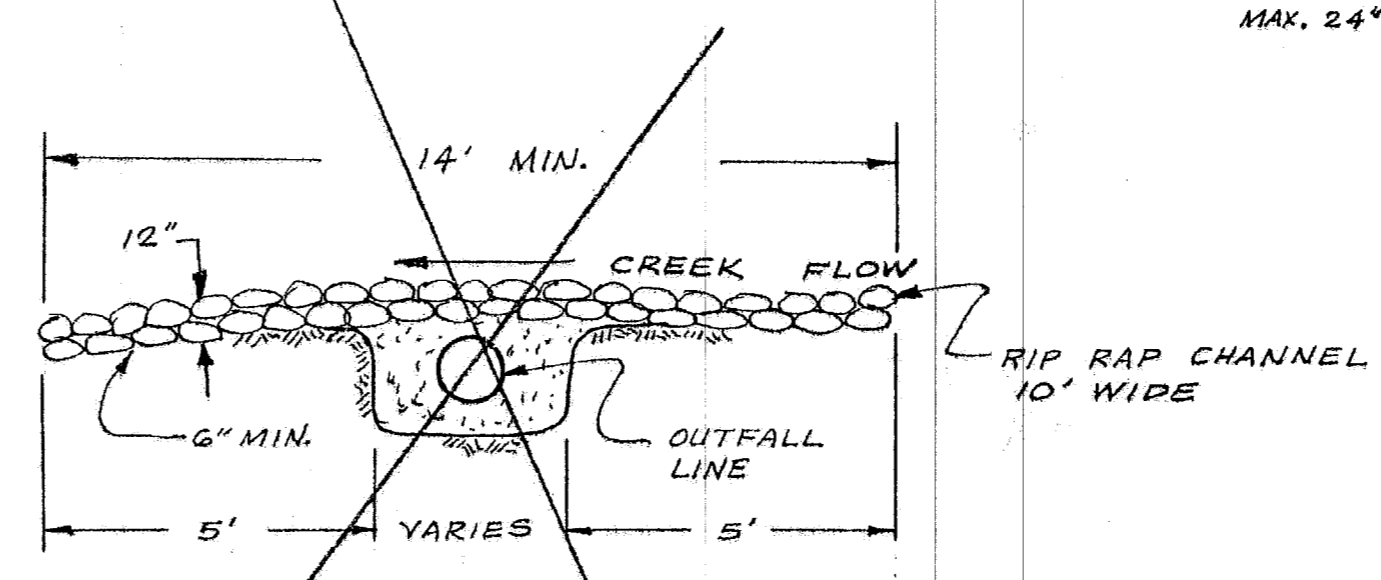 MAX. 24"
14' MIN.
12"
CREEK FLOW
RIP RAP CHANNEL
10' WIDE
6" MIN.
OUTFALL
LINE
5'
VARIES
5'